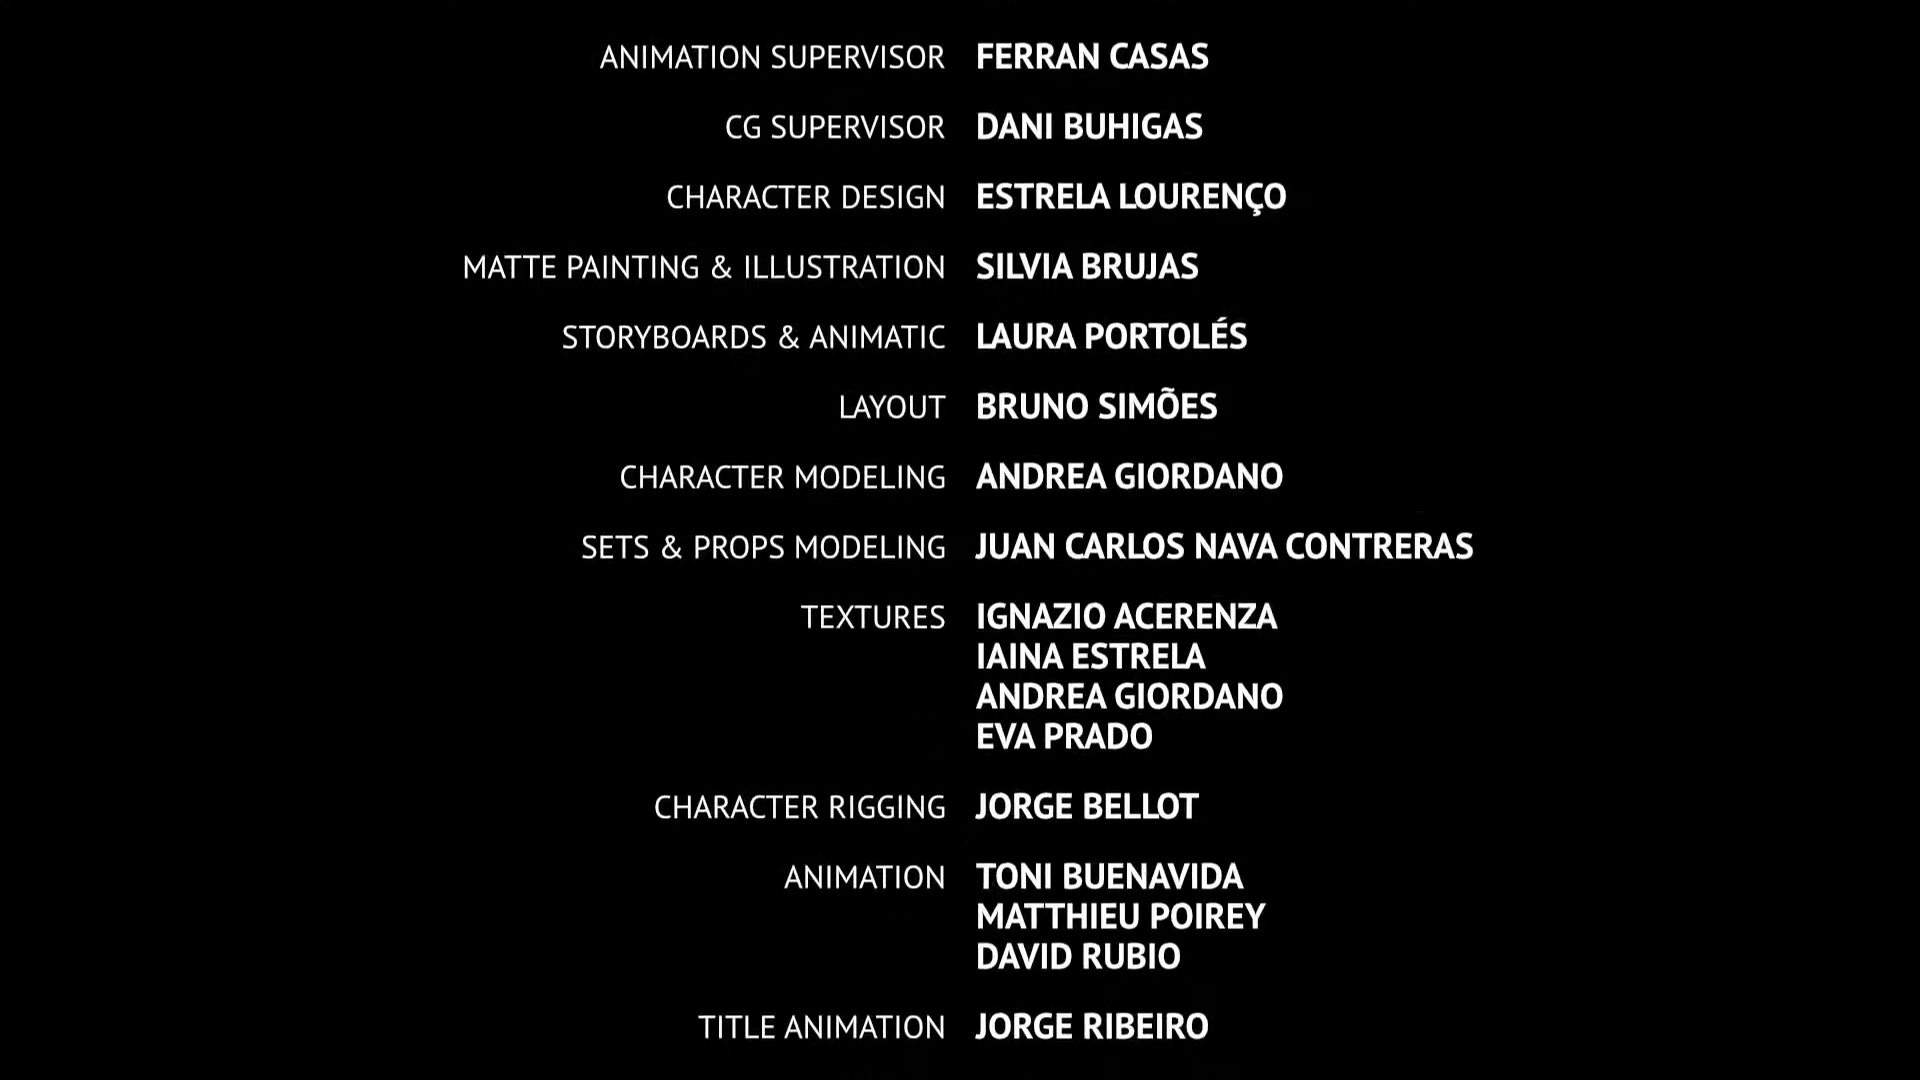 ANIMATION SUPERVISOR FERRAN CASAS
CG SUPERVISOR DANI BUHIGAS
CHARACTER DESIGN ESTRELA LOURENÇO
MATTE PAINTING & ILLUSTRATION SILVIA BRUJAS
STORYBOARDS & ANIMATIC LAURA PORTOLÉS
LAYOUT BRUNO SIMÕES
CHARACTER MODELING ANDREA GIORDANO
SETS & PROPS MODELING JUAN CARLOS NAVA CONTRERAS
TEXTURES IGNAZIO ACERENZA
IAINA ESTRELA
ANDREA GIORDANO
EVA PRADO
CHARACTER RIGGING JORGE BELLOT
ANIMATION TONI BUENAVIDA
MATTHIEU POIREY
DAVID RUBIO
TITLE ANIMATION JORGE RIBEIRO